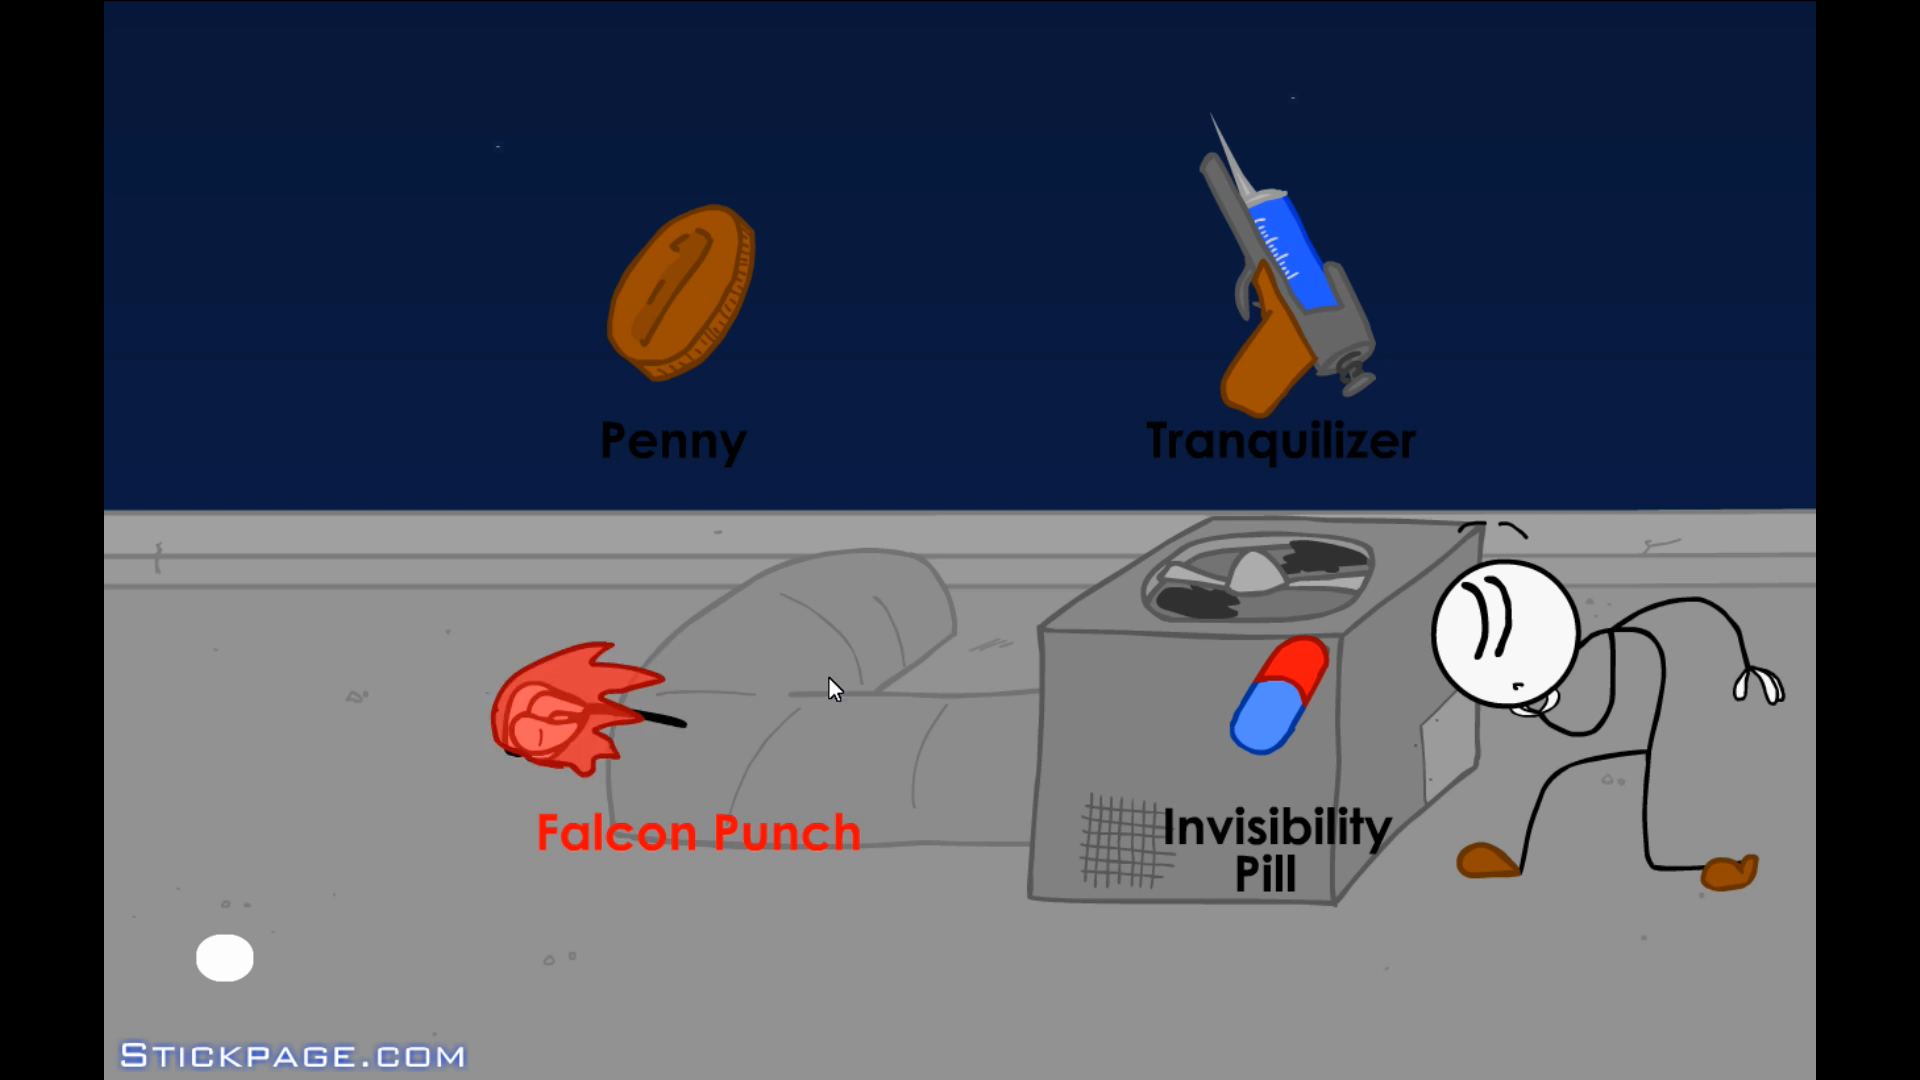 Penny
Tranquilizer
Falcon Punch
Invisibility
Pill
STICKPAGE.COM